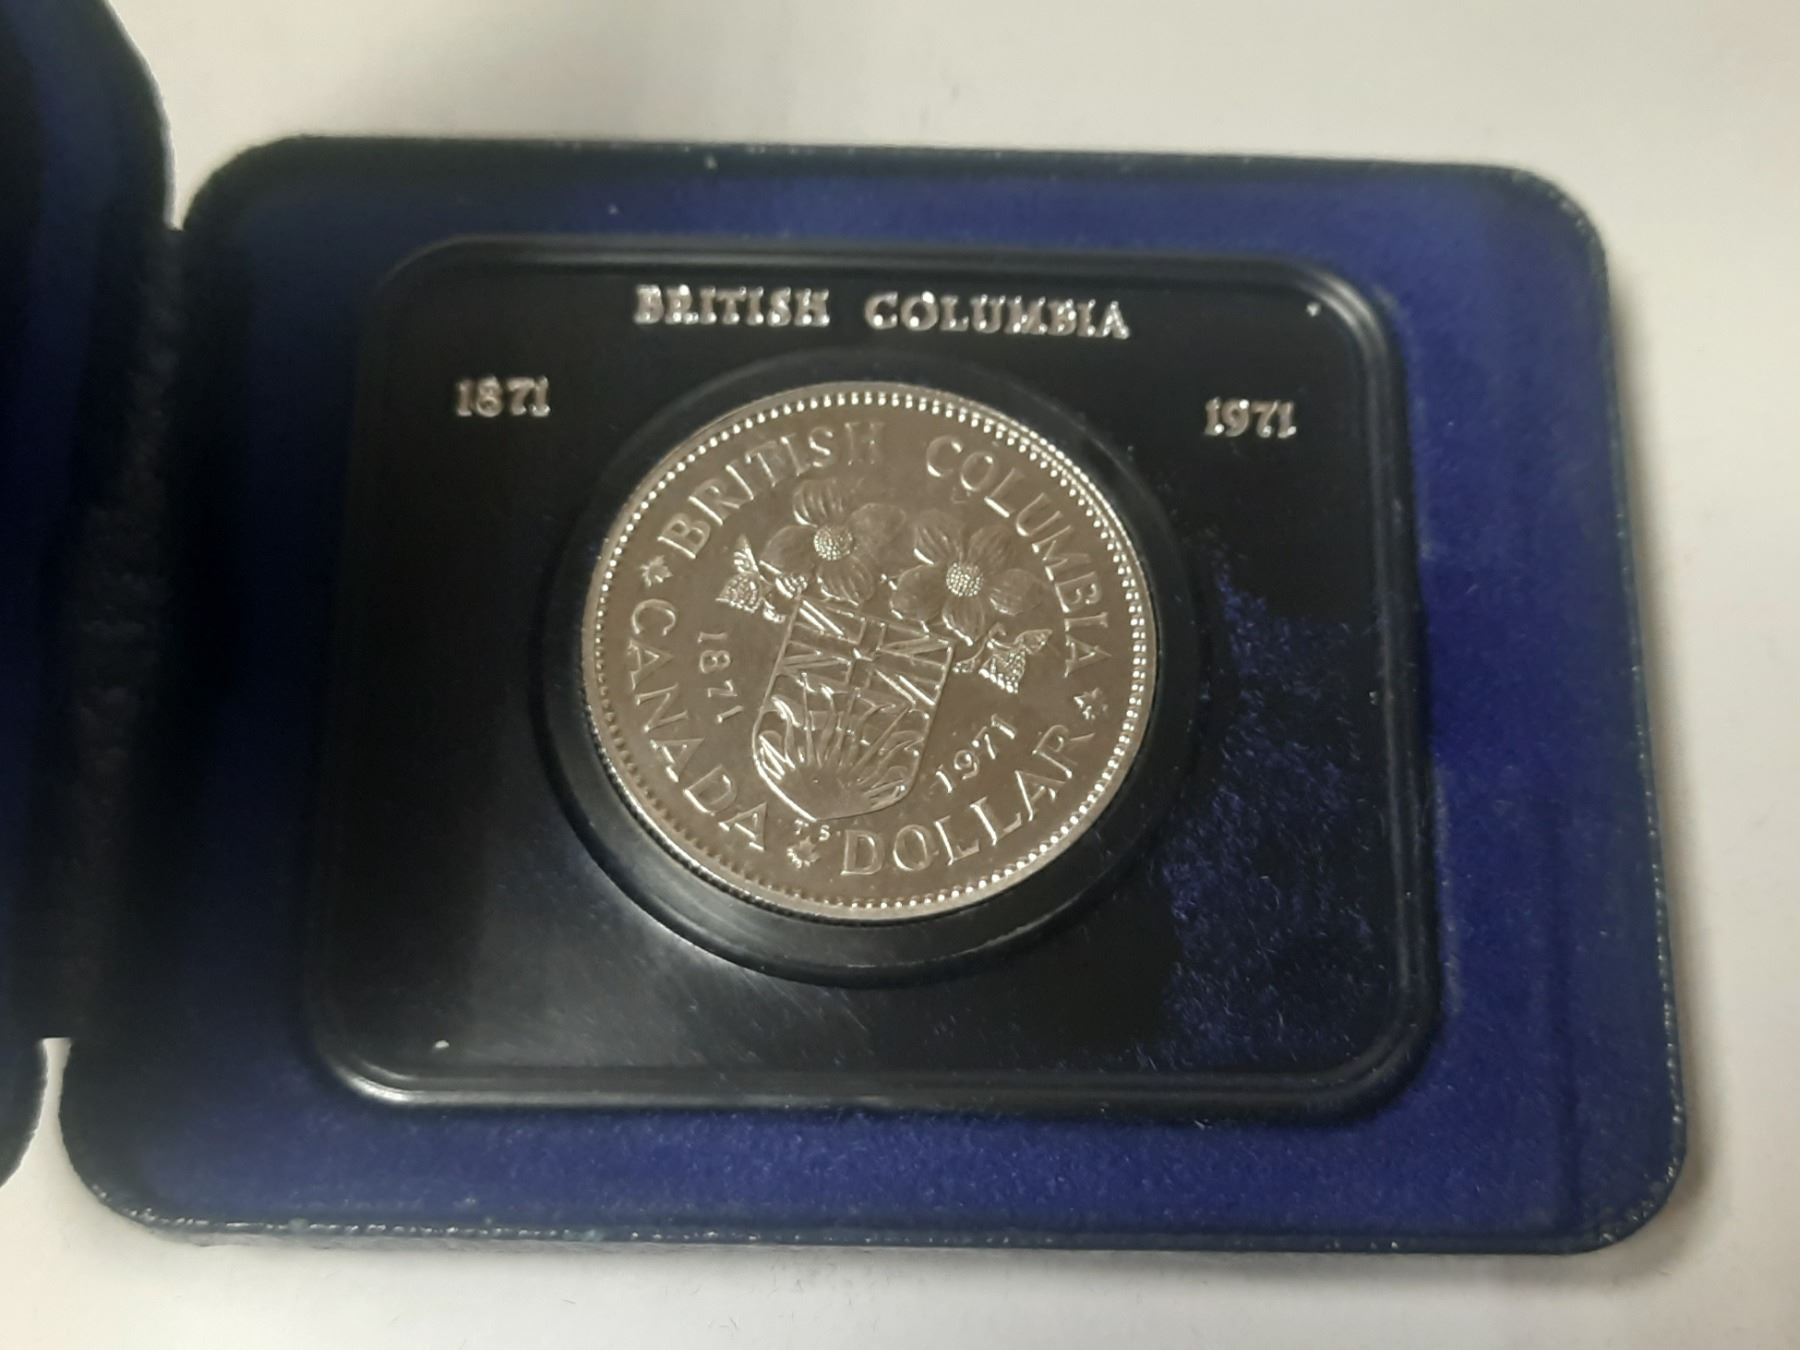 BRITISH COLUMBIA
1871
1971
BRITISH COLUMBIA
1871
1971
T S
CANADA DOLLAR